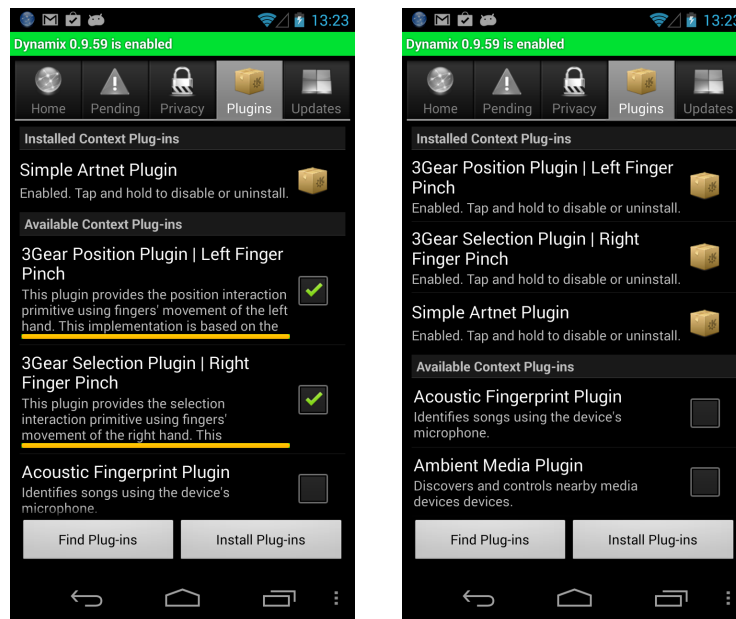 13:23
Dynamix 0.9.59 is enabled
Home Pending Privacy Plugins Updates
Installed Context Plug-ins
Simple Artnet Plugin
Enabled. Tap and hold to disable or uninstall.
Available Context Plug-ins
3Gear Position Plugin | Left Finger
Pinch
This plugin provides the position interaction
primitive using fingers' movement of the left
hand. This implementation is based on the
3Gear Selection Plugin | Right
Finger Pinch
This plugin provides the selection
interaction primitive using fingers'
movement of the right hand. This
Acoustic Fingerprint Plugin
Identifies songs using the device's
microphone.
Find Plug-ins Install Plug-ins
13:23
Dynamix 0.9.59 is enabled
Home Pending Privacy Plugins Updates
Installed Context Plug-ins
3Gear Position Plugin | Left Finger
Pinch
Enabled. Tap and hold to disable or uninstall.
3Gear Selection Plugin | Right
Finger Pinch
Enabled. Tap and hold to disable or uninstall.
Simple Artnet Plugin
Enabled. Tap and hold to disable or uninstall.
Available Context Plug-ins
Acoustic Fingerprint Plugin
Identifies songs using the device's
microphone.
Ambient Media Plugin
Discovers and controls nearby media
devices devices.
Find Plug-ins Install Plug-ins